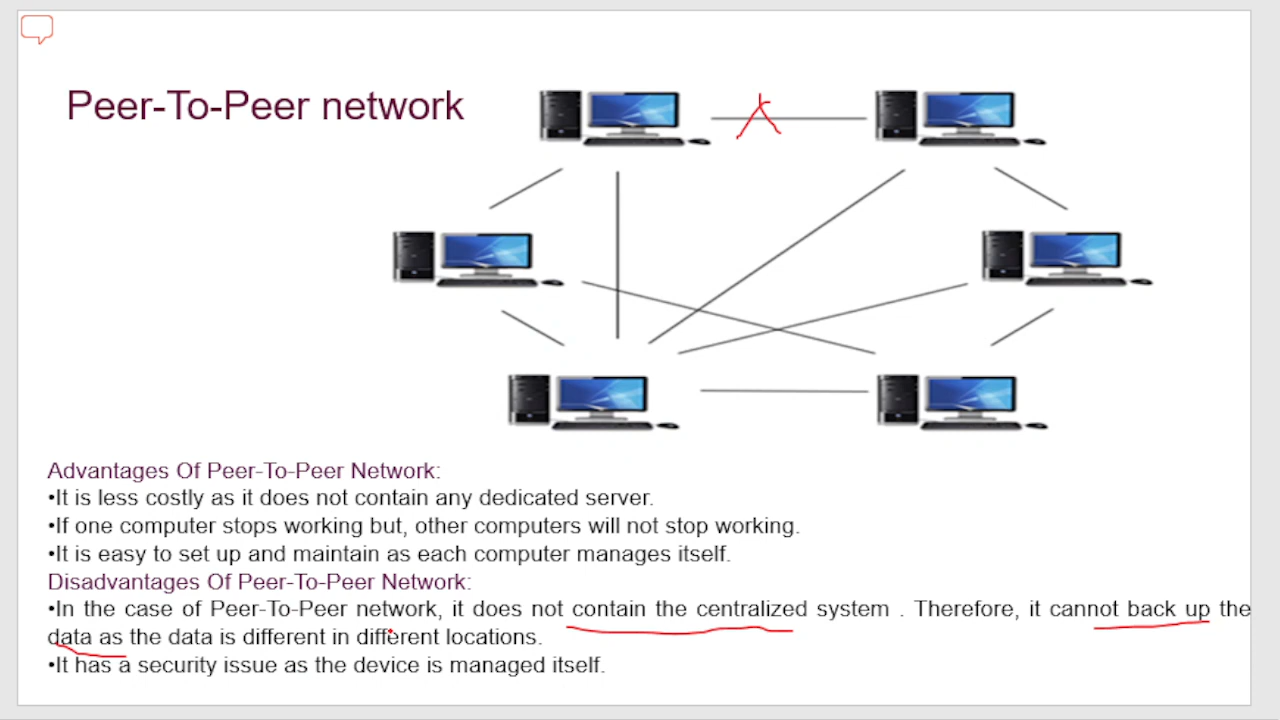 Peer-To-Peer network
Advantages Of Peer-To-Peer Network:
•It is less costly as it does not contain any dedicated server.
•If one computer stops working but, other computers will not stop working.
•It is easy to set up and maintain as each computer manages itself.
Disadvantages Of Peer-To-Peer Network:
•In the case of Peer-To-Peer network, it does not contain the centralized system . Therefore, it cannot back up the
data as the data is different in different locations.
•It has a security issue as the device is managed itself.